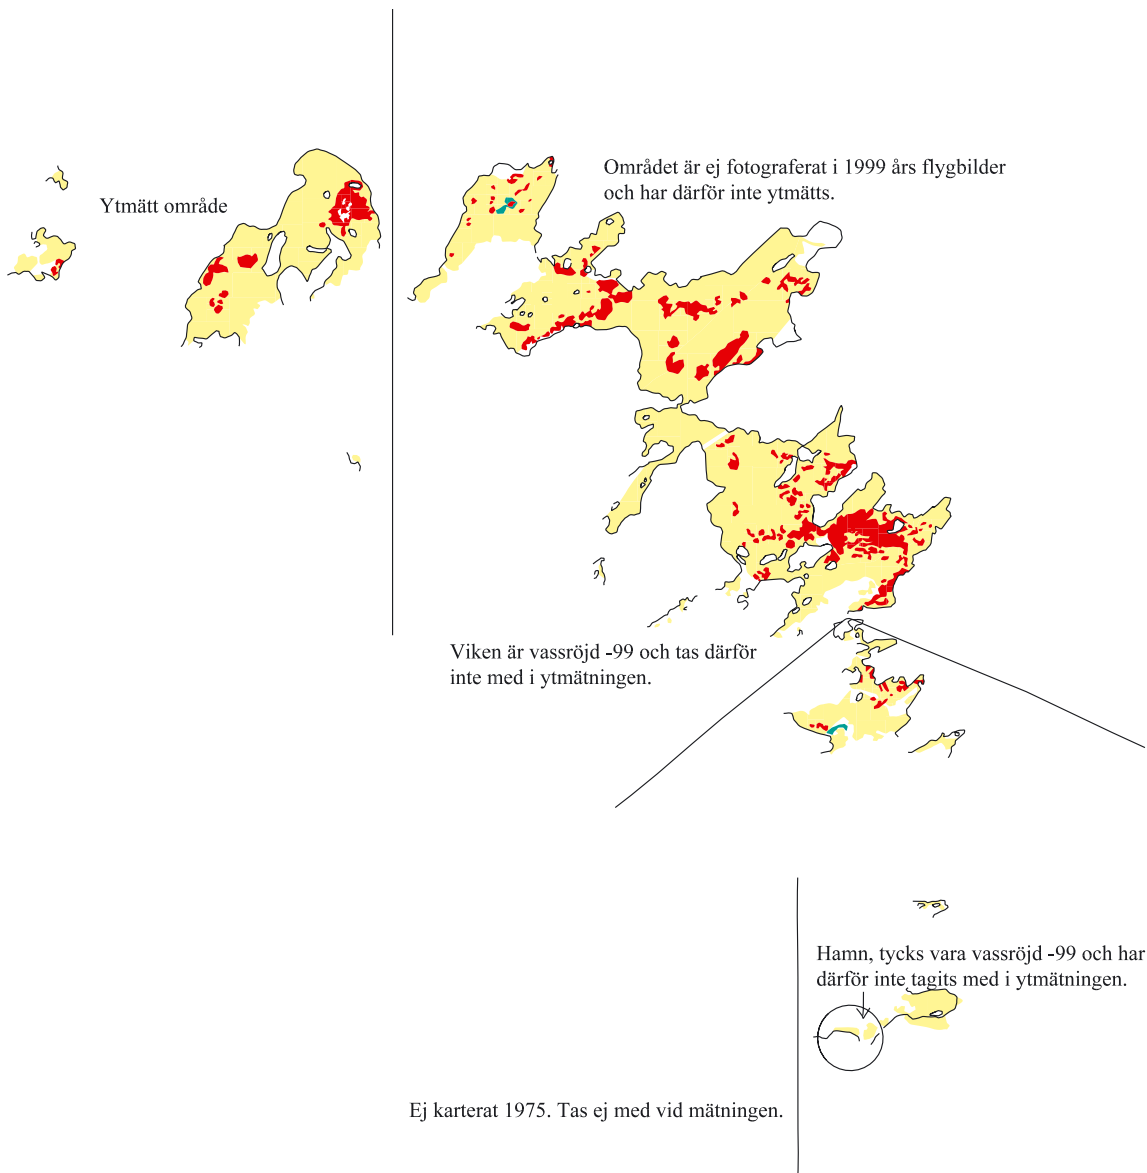 Området är ej fotograferat i 1999 års flygbilder
och har därför inte ytmätts.
Ytmätt område
Viken är vassröjd -99 och tas därför
inte med i ytmätningen.
Hamn, tycks vara vassröjd -99 och har
därför inte tagits med i ytmätningen.
Ej karterat 1975. Tas ej med vid mätningen.